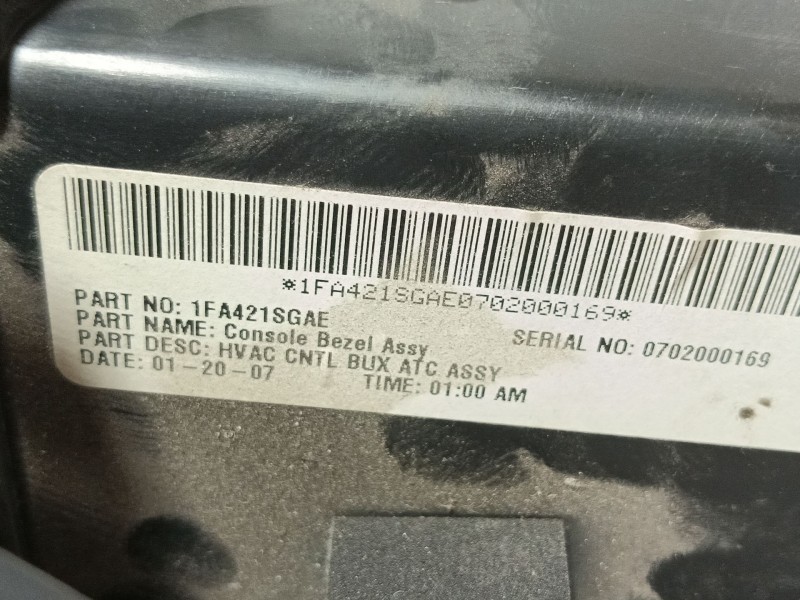 *1FA421SGAE0702000169*
PART NO: 1FA421SGAE
SERIAL NO: 0702000169
PART NAME: Console Bezel Assy
PART DESC: HVAC CNTL BUX ATC ASSY
DATE: 01-20-07 TIME: 01:00 AM